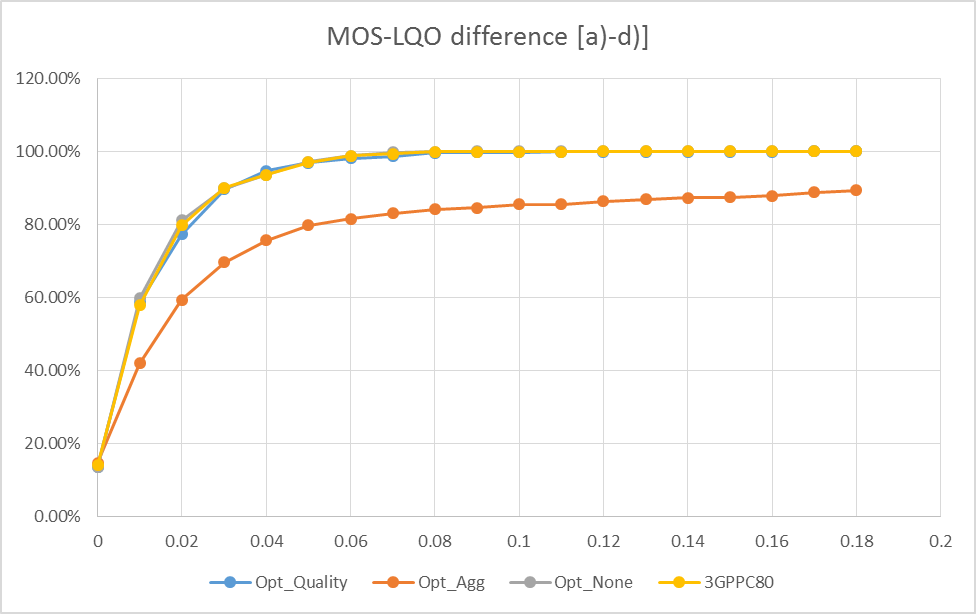 MOS-LQO difference [a)-d)]
120.00%
100.00%
80.00%
60.00%
40.00%
20.00%
0.00%
0 0.02 0.04 0.06 0.08 0.1 0.12 0.14 0.16 0.18 0.2
Opt_Quality Opt_Agg Opt_None 3GPPC80